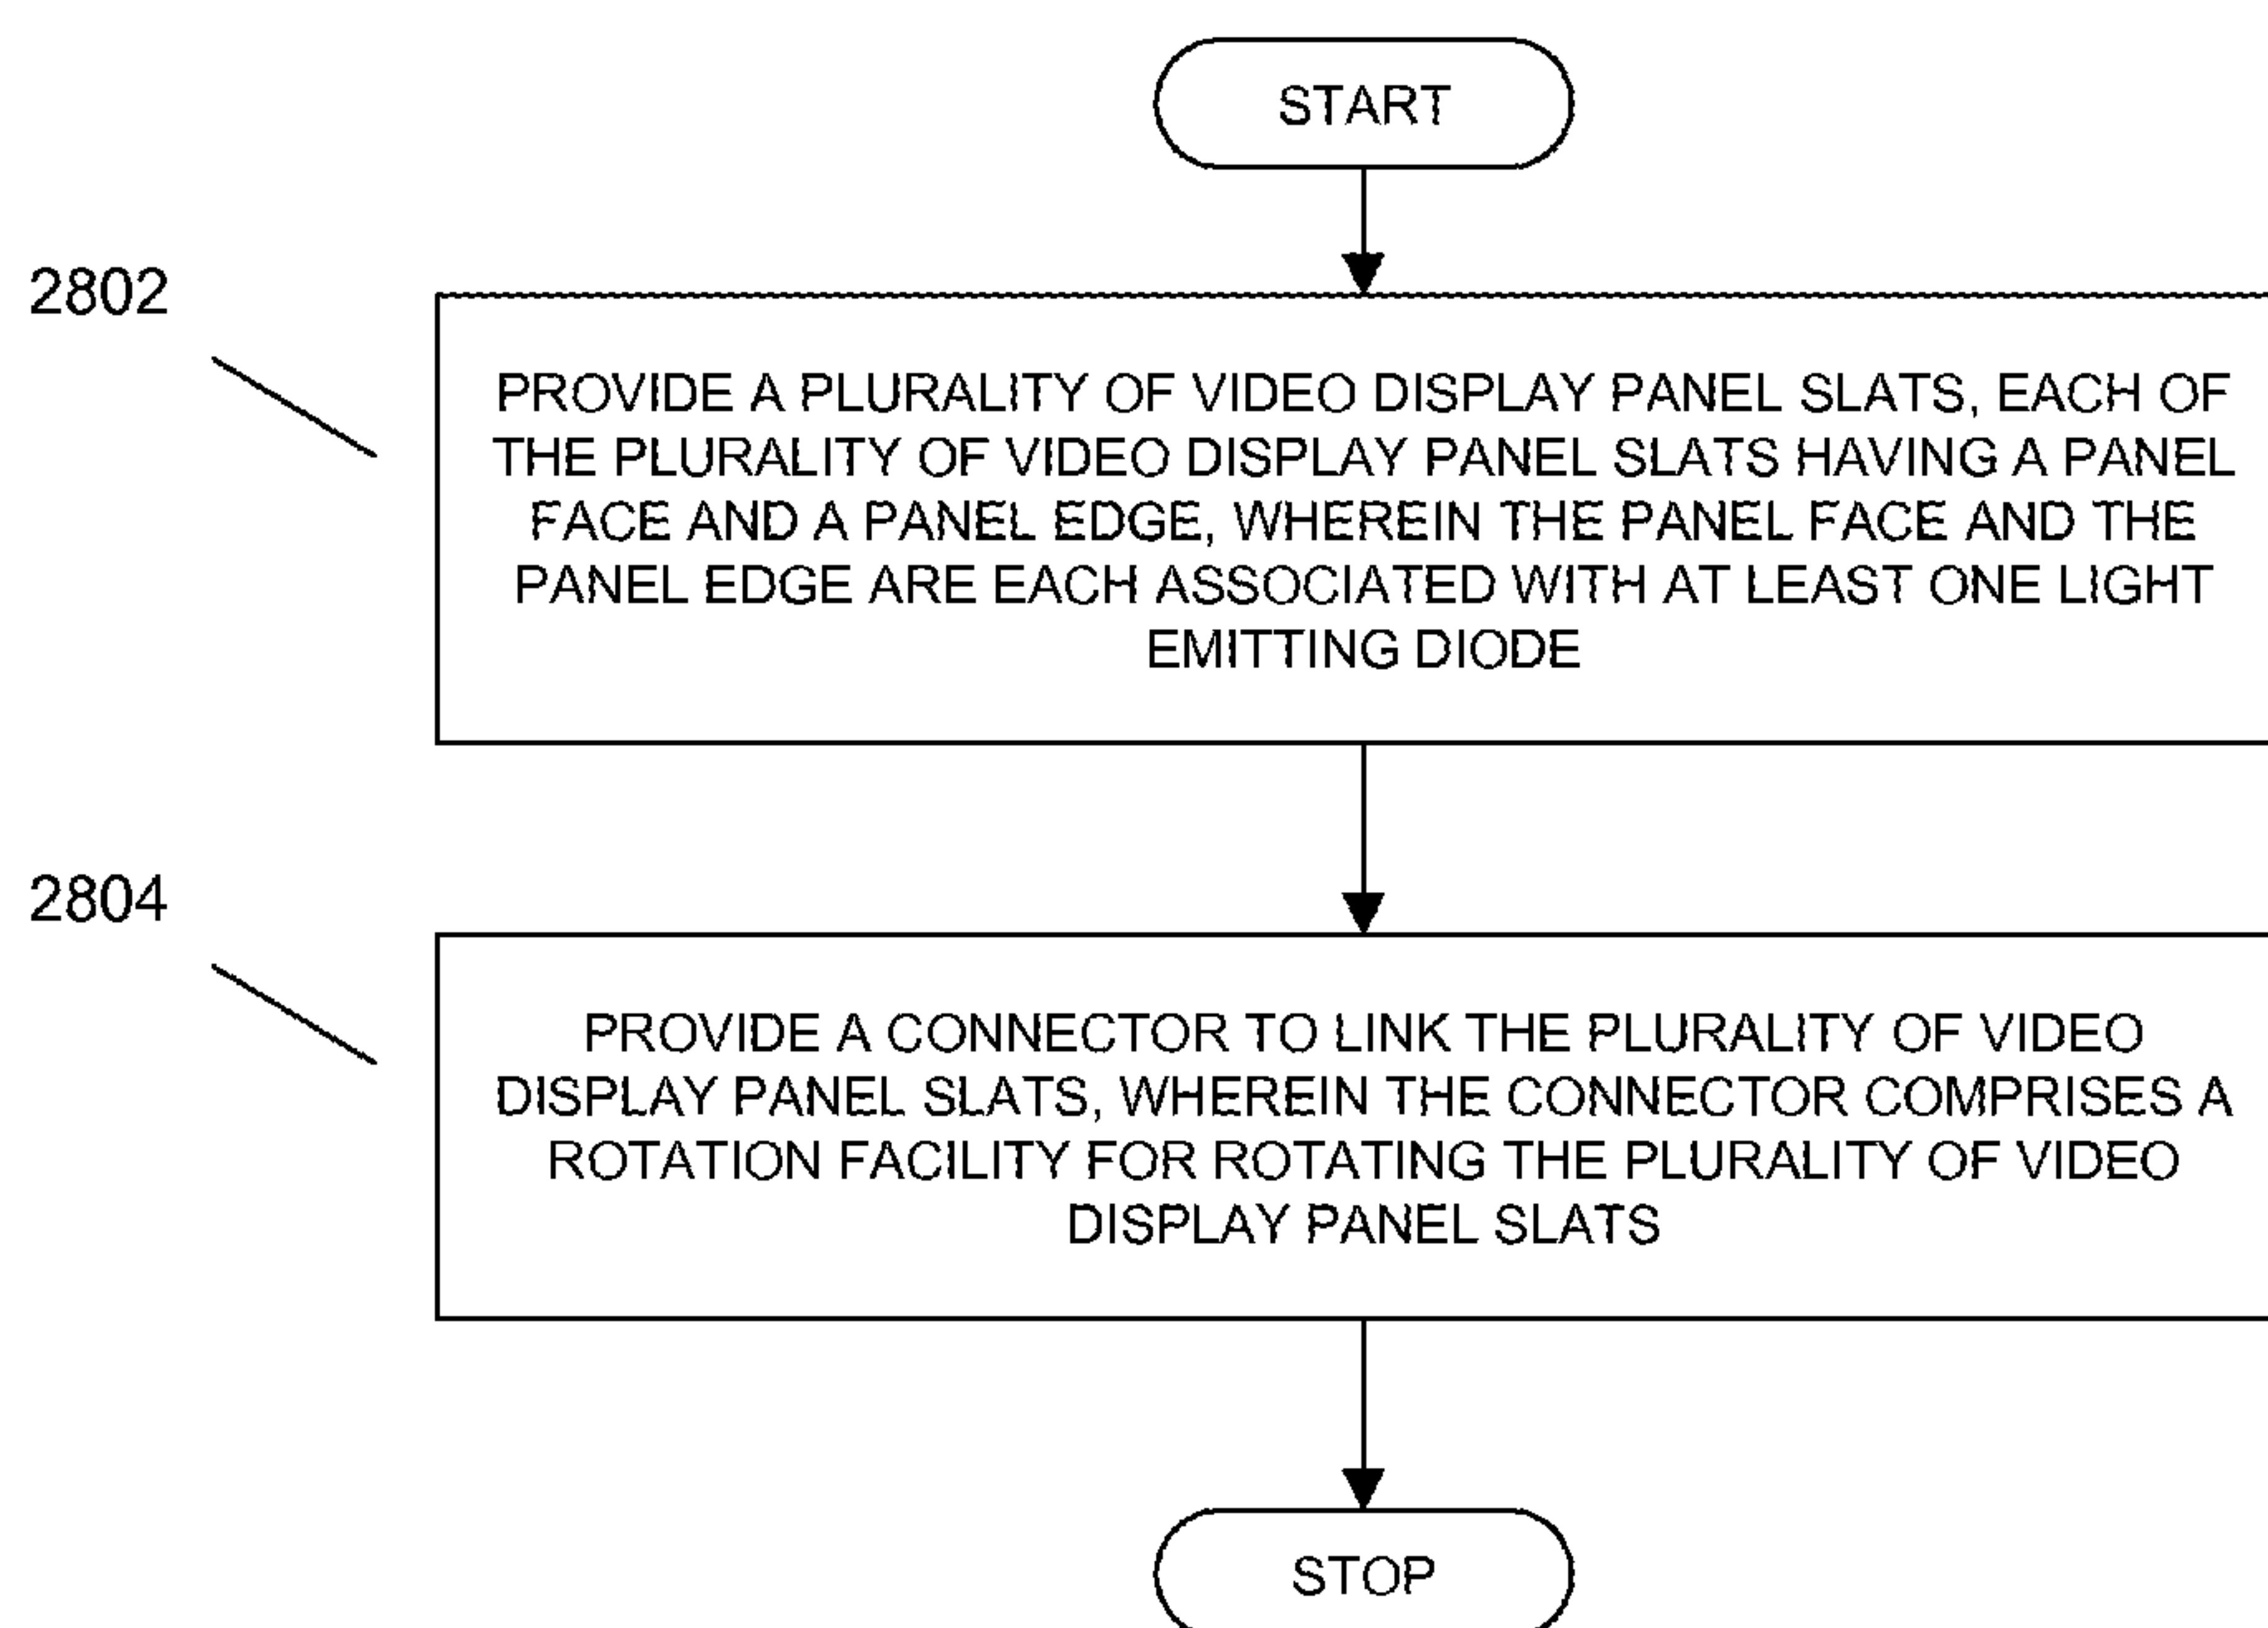 START
2802
PROVIDE A PLURALITY OF VIDEO DISPLAY PANEL SLATS, EACH OF
THE PLURALITY OF VIDEO DISPLAY PANEL SLATS HAVING A PANEL
FACE AND A PANEL EDGE, WHEREIN THE PANEL FACE AND THE
PANEL EDGE ARE EACH ASSOCIATED WITH AT LEAST ONE LIGHT
EMITTING DIODE
2804
PROVIDE A CONNECTOR TO LINK THE PLURALITY OF VIDEO
DISPLAY PANEL SLATS, WHEREIN THE CONNECTOR COMPRISES A
ROTATION FACILITY FOR ROTATING THE PLURALITY OF VIDEO
DISPLAY PANEL SLATS
STOP